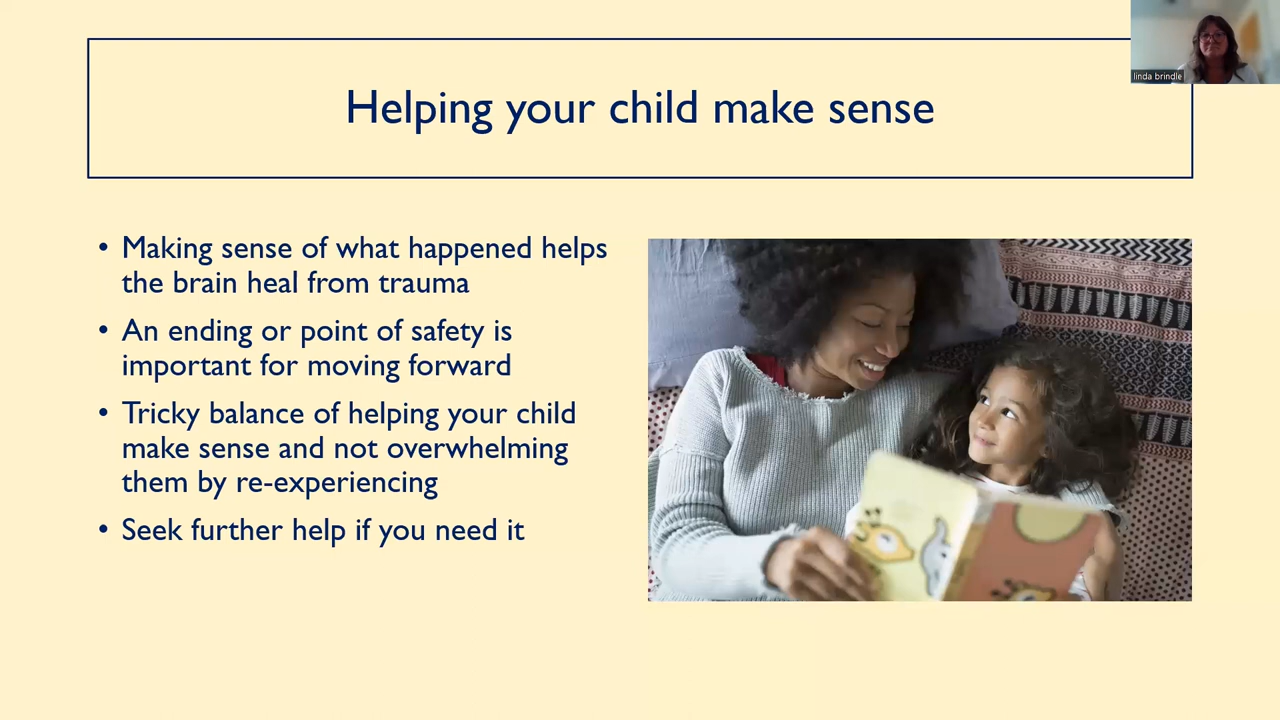 linda brindle
Helping your child make sense
• Making sense of what happened helps
the brain heal from trauma
• An ending or point of safety is
important for moving forward
• Tricky balance of helping your child
make sense and not overwhelming
them by re-experiencing
• Seek further help if you need it